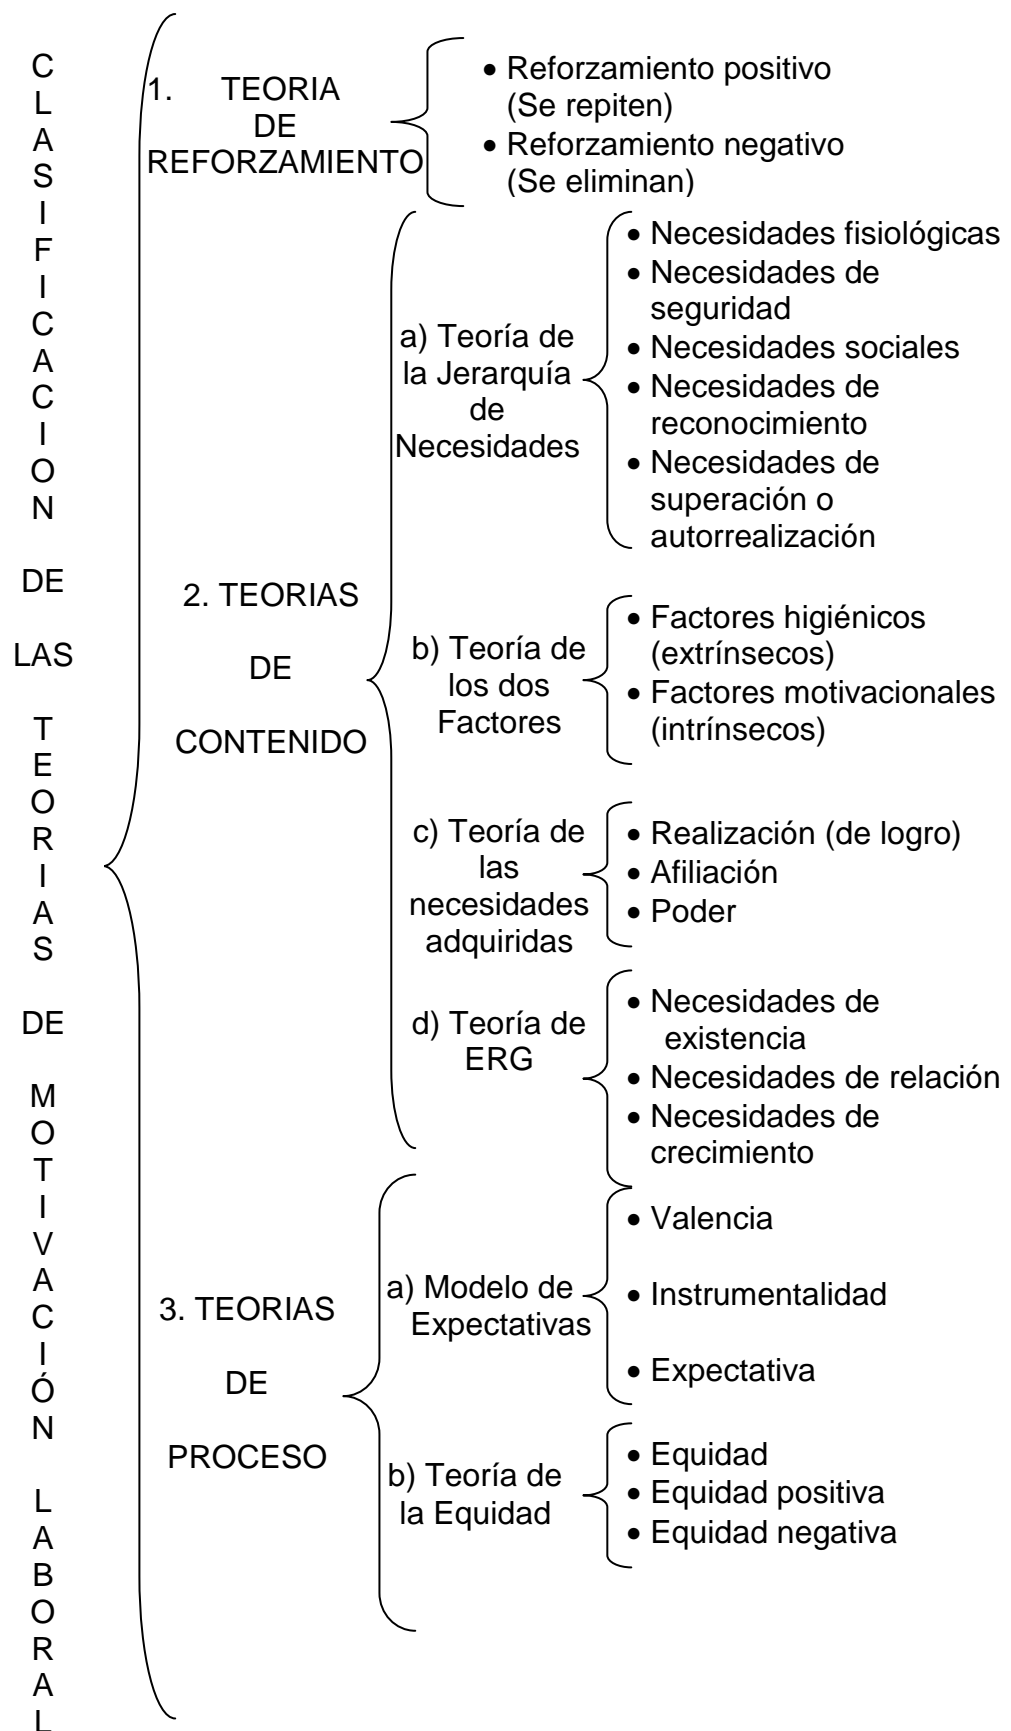 CLASIFICACION
DE
LAS
TEORIAS
DE
MOTIVACIÓN
LABORAL
1. TEORIA
DE
REFORZAMIENTO
• Reforzamiento positivo
(Se repiten)
• Reforzamiento negativo
(Se eliminan)
2. TEORIAS
DE
CONTENIDO
a) Teoría de
la Jerarquía
de
Necesidades
• Necesidades fisiológicas
• Necesidades de
seguridad
• Necesidades sociales
• Necesidades de
reconocimiento
• Necesidades de
superación o
autorrealización
b) Teoría de
los dos
Factores
• Factores higiénicos
(extrínsecos)
• Factores motivacionales
(intrínsecos)
c) Teoría de
las
necesidades
adquiridas
• Realización (de logro)
• Afiliación
• Poder
d) Teoría de
ERG
• Necesidades de
existencia
• Necesidades de relación
• Necesidades de
crecimiento
3. TEORIAS
DE
PROCESO
a) Modelo de
Expectativas
• Valencia
• Instrumentalidad
• Expectativa
b) Teoría de
la Equidad
• Equidad
• Equidad positiva
• Equidad negativa